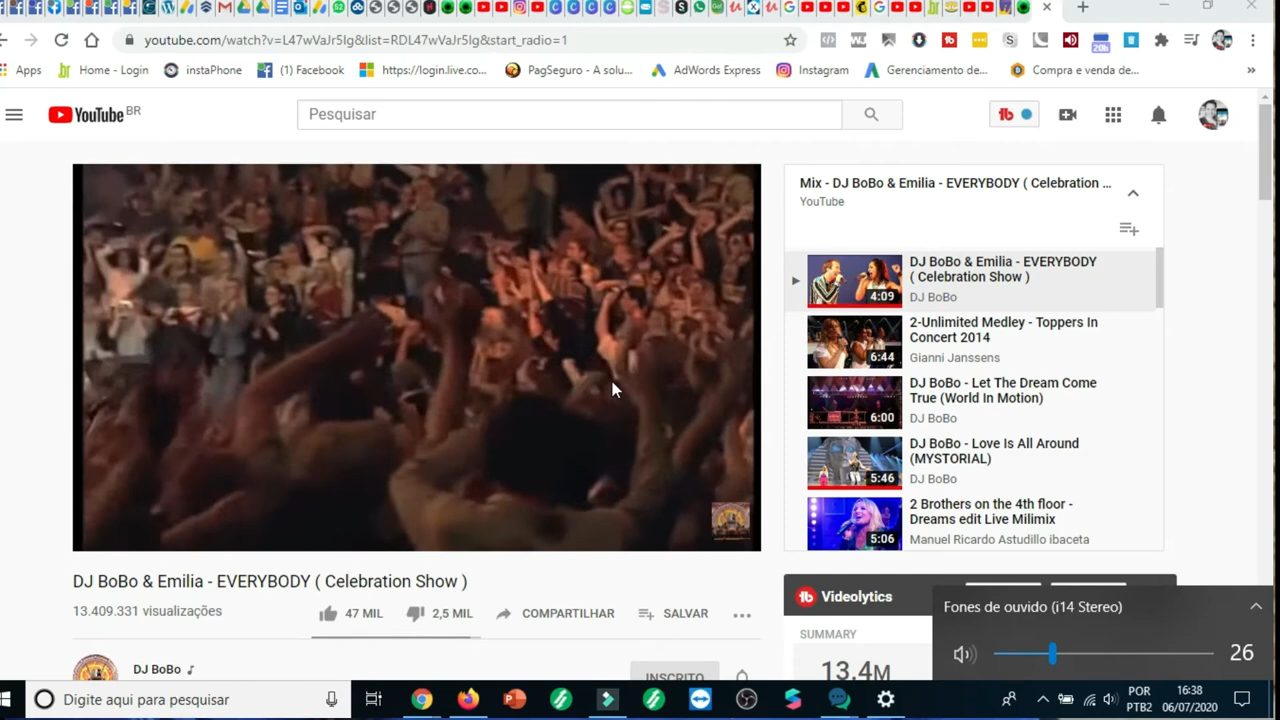 youtube.com/watch?v=L47wVaJr5Ig&list=RDL47wVaJr5Ig&start_radio=1
20h
Apps
Home - Login
instaPhone
(1) Facebook
https://login.live.co...
PagSeguro - A solu...
AdWords Express
Instagram
Gerenciamento de...
Compra e venda de...
»
YouTube BR
Pesquisar
Mix - DJ BoBo & Emilia - EVERYBODY ( Celebration ...
YouTube
DJ BoBo & Emilia - EVERYBODY
( Celebration Show )
DJ BoBo
4:09
2-Unlimited Medley - Toppers In
Concert 2014
Gianni Janssens
6:44
DJ BoBo - Let The Dream Come
True (World In Motion)
DJ BoBo
6:00
DJ BoBo - Love Is All Around
(MYSTORIAL)
DJ BoBo
5:46
2 Brothers on the 4th floor -
Dreams edit Live Milimix
Manuel Ricardo Astudillo ibaceta
5:06
DJ BoBo & Emilia - EVERYBODY ( Celebration Show )
13.409.331 visualizações
47 MIL
2,5 MIL
COMPARTILHAR
SALVAR
DJ BoBo
INSCRITO
Videolytics
SUMMARY
13.4M
Fones de ouvido (i14 Stereo)
26
Digite aqui para pesquisar
POR
PTB2
16:38
06/07/2020